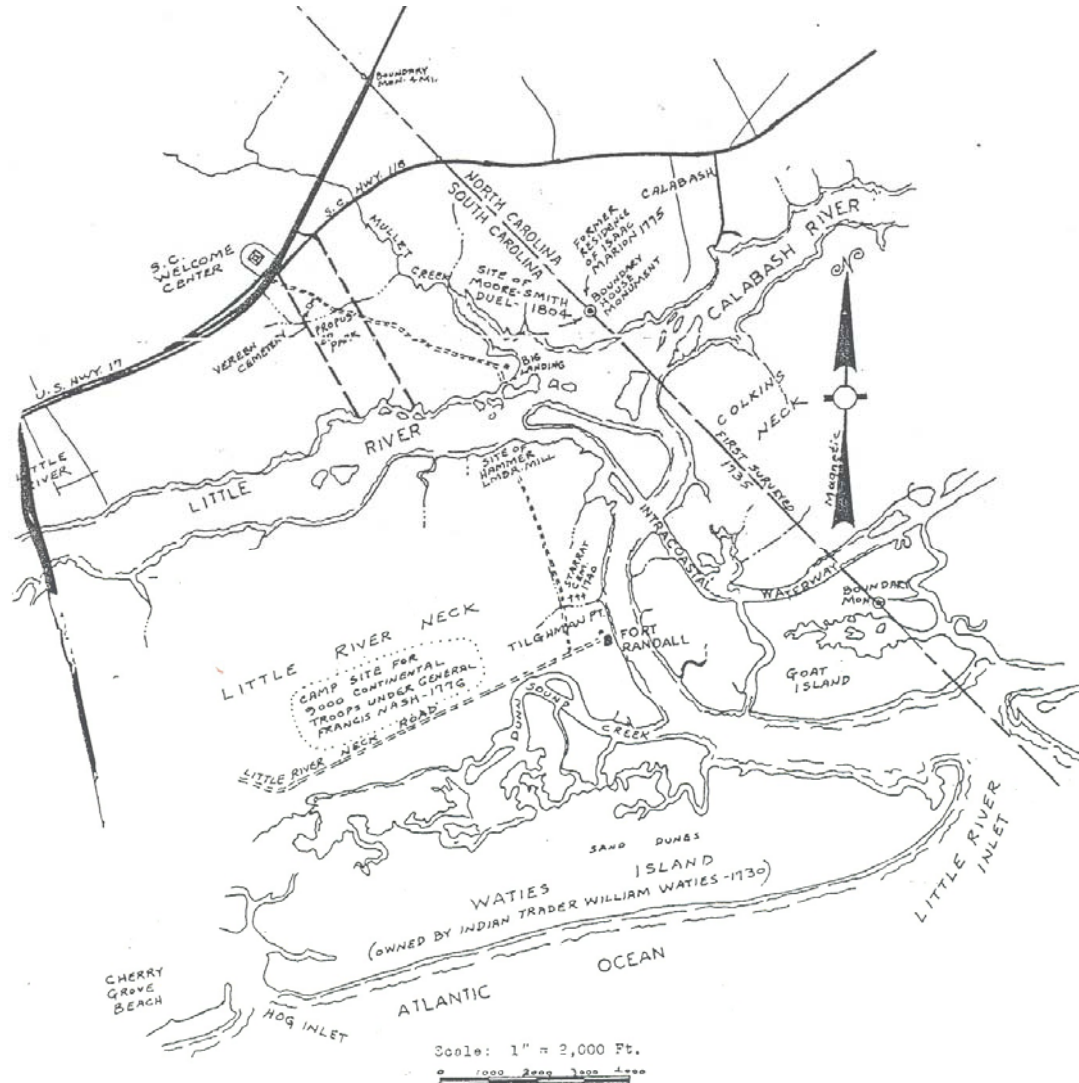 BOUNDARY
MON. 4 MI.
S.C. HWY. 118
NORTH CAROLINA
SOUTH CAROLINA
CALABASH
FORMER
RESIDENCE
OF ISAAC
MARION 1775
BOUNDARY
HOUSE
MONUMENT
MULLET
CREEK
SITE OF
MOORE-SMITH
DUEL- 1804
CALABASH RIVER
N
S.C.
WELCOME
CENTER
VEREEN
CEMETERY
PARK
U.S. HWY. 17
BIG
LANDING
COLKINS
NECK
FIRST SURVEYED
1735
Magnetic
LITTLE
RIVER
LITTLE
RIVER
SITE OF
HAMMER
LMBR. MILL
INTRACOASTAL
WATERWAY
STARRAT
CEM.
1740
BOUNDARY
MON.
TILGHMAN PT.
FORT
RANDALL
GOAT
ISLAND
LITTLE RIVER NECK
CAMP SITE FOR
9000 CONTINENTAL
TROOPS UNDER GENERAL
FRANCIS NASH-1776
LITTLE RIVER NECK ROAD
DUNN
SOUND
CREEK
SAND DUNES
WATIES ISLAND
(OWNED BY INDIAN TRADER WILLIAM WATIES-1730)
LITTLE RIVER
INLET
CHERRY
GROVE
BEACH
HOG INLET
ATLANTIC OCEAN
Scale: 1" = 2,000 Ft.
0 1000 2000 3000 4000